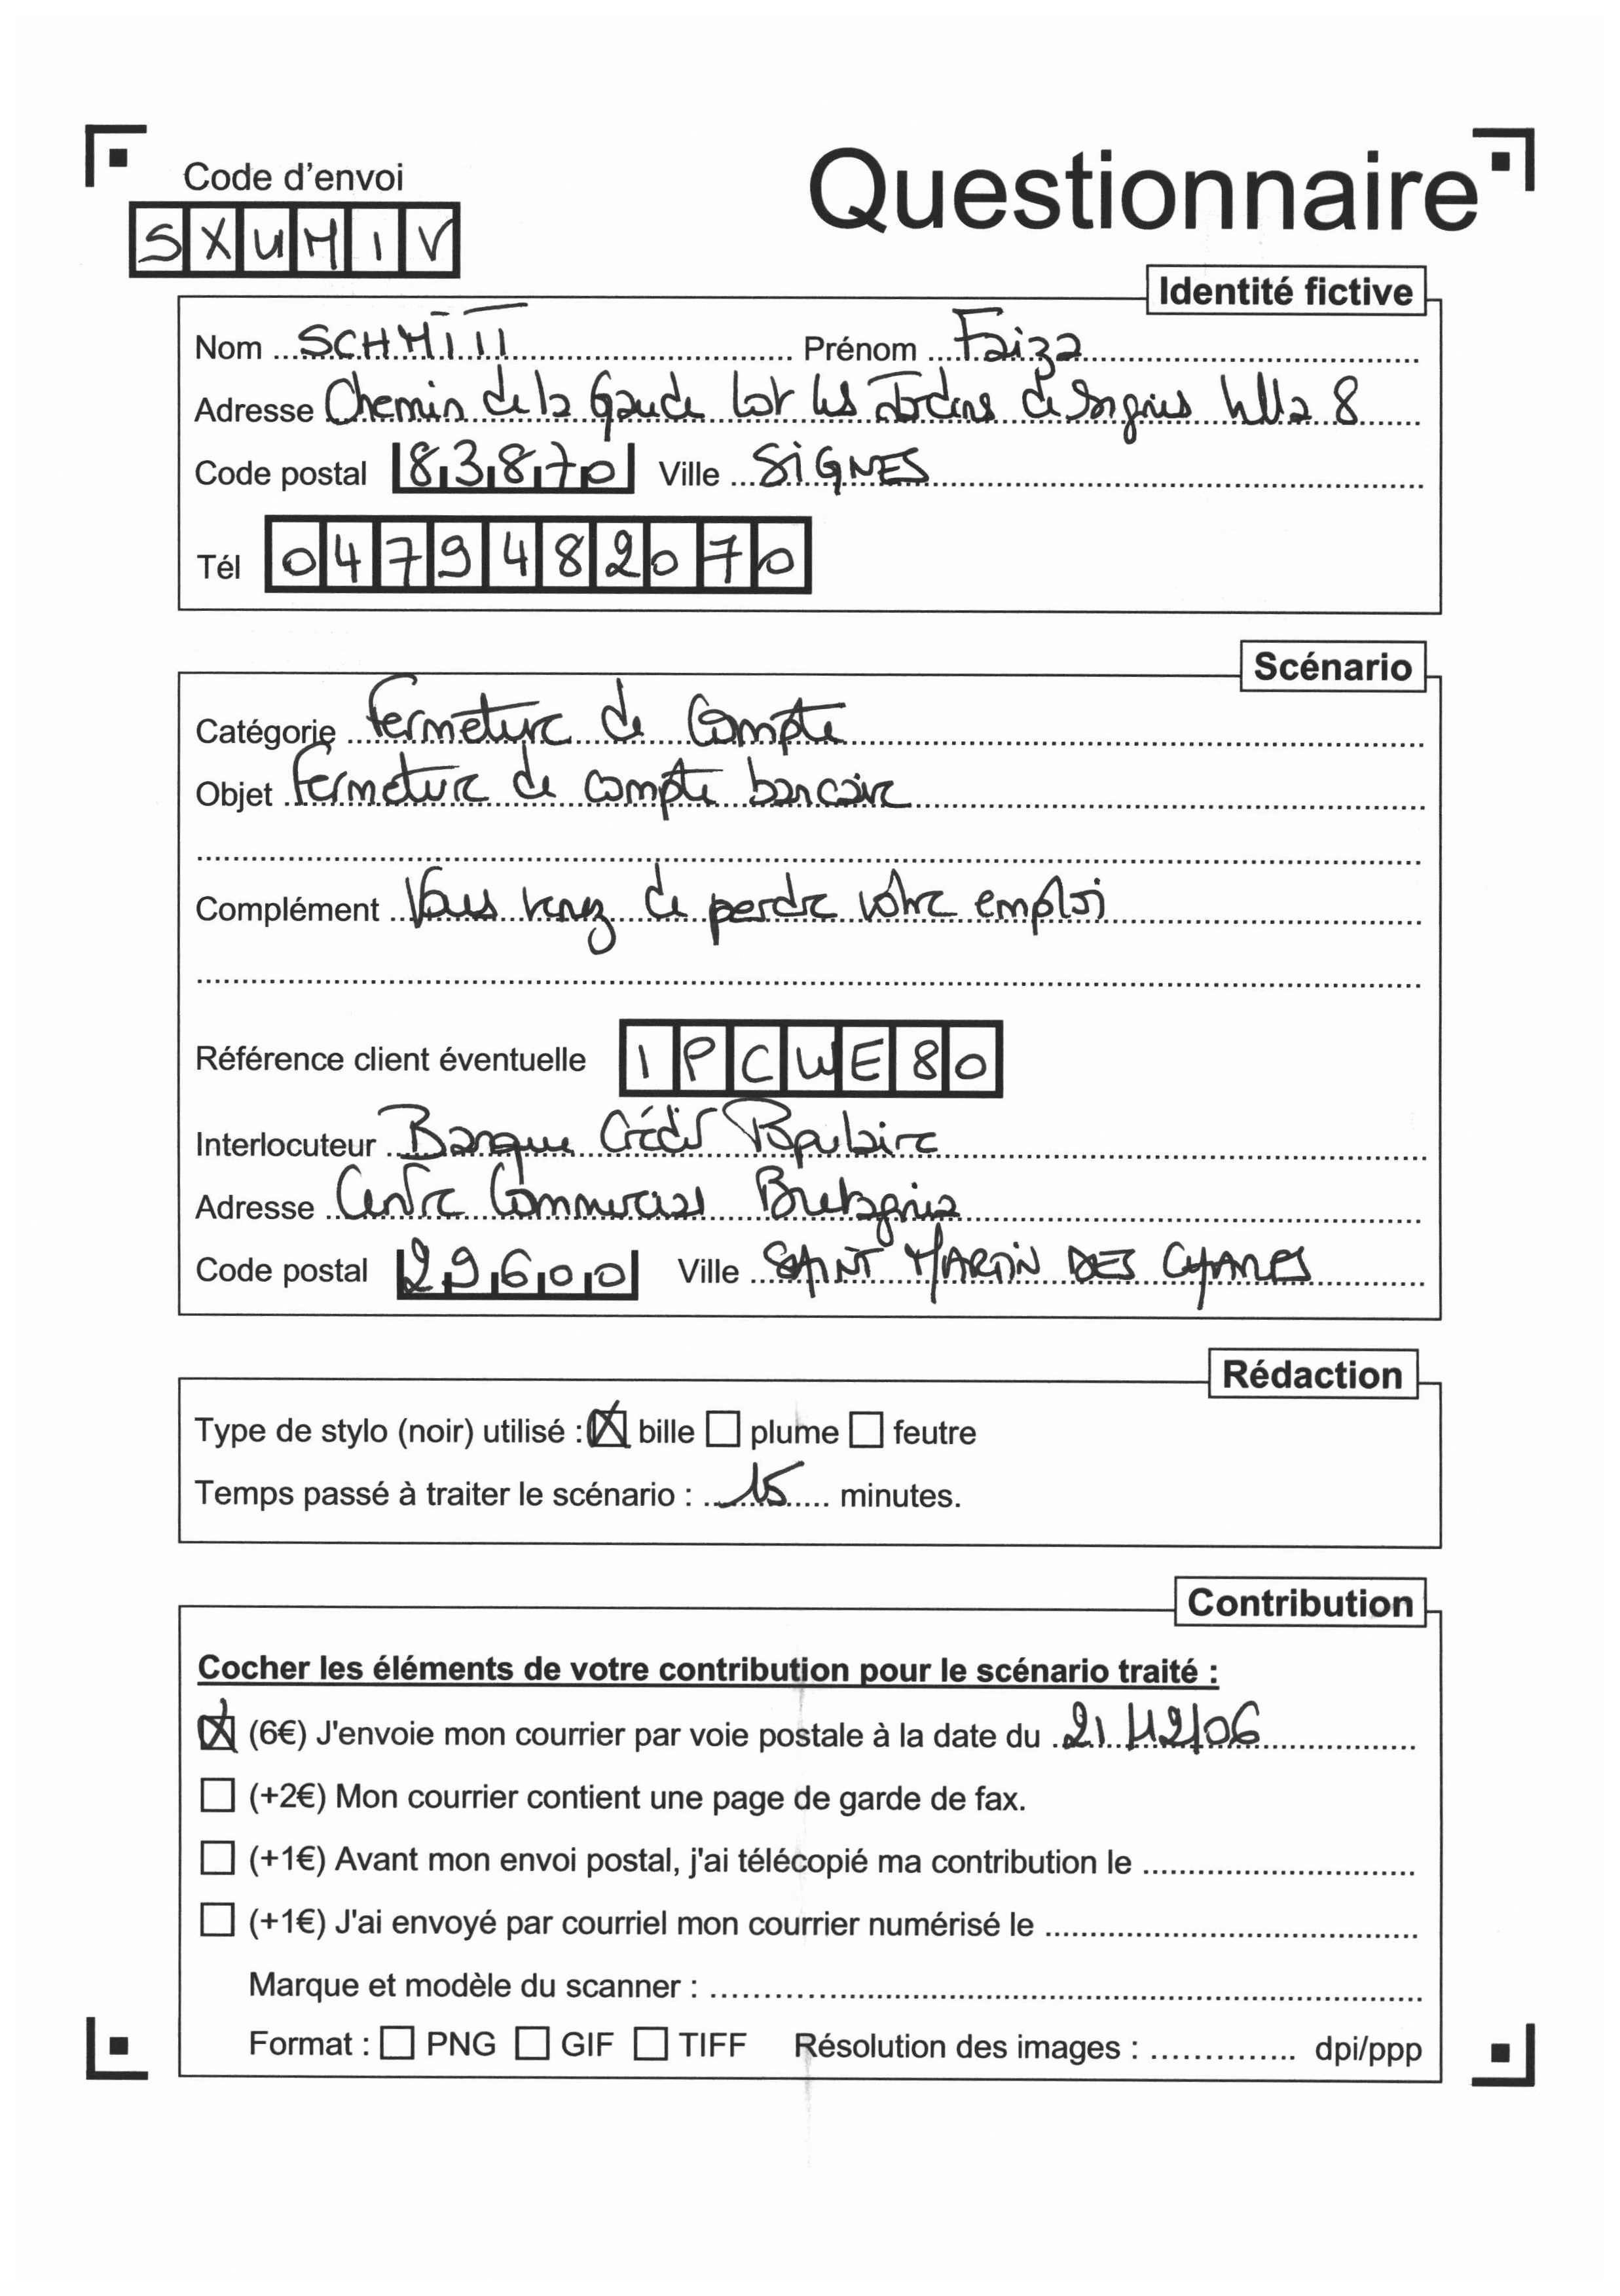 Code d'envoi
Questionnaire
SXUMIV
Identité fictive
Nom SCHMITT Prénom Faiza
Adresse Chemin de la Gaude lot les Jardins de Villa 8
Code postal 83870 Ville SIGNES
Tél 0479482070
Scénario
Catégorie Fermeture de Compte
Objet Fermeture de compte bancaire
Complément Vous venez de perdre votre emploi
Référence client éventuelle IPCWE80
Interlocuteur Banque Crédit Populaire
Adresse Centre Commercial Bretagnia
Code postal 29600 Ville SAINT MARTIN DES CHAMPS
Rédaction
Type de stylo (noir) utilisé : bille plume feutre
Temps passé à traiter le scénario : 15 minutes.
Contribution
Cocher les éléments de votre contribution pour le scénario traité :
(6€) J'envoie mon courrier par voie postale à la date du 21/12/06
(+2€) Mon courrier contient une page de garde de fax.
(+1€) Avant mon envoi postal, j'ai télécopié ma contribution le
(+1€) J'ai envoyé par courriel mon courrier numérisé le
Marque et modèle du scanner :
Format : PNG GIF TIFF Résolution des images : dpi/ppp